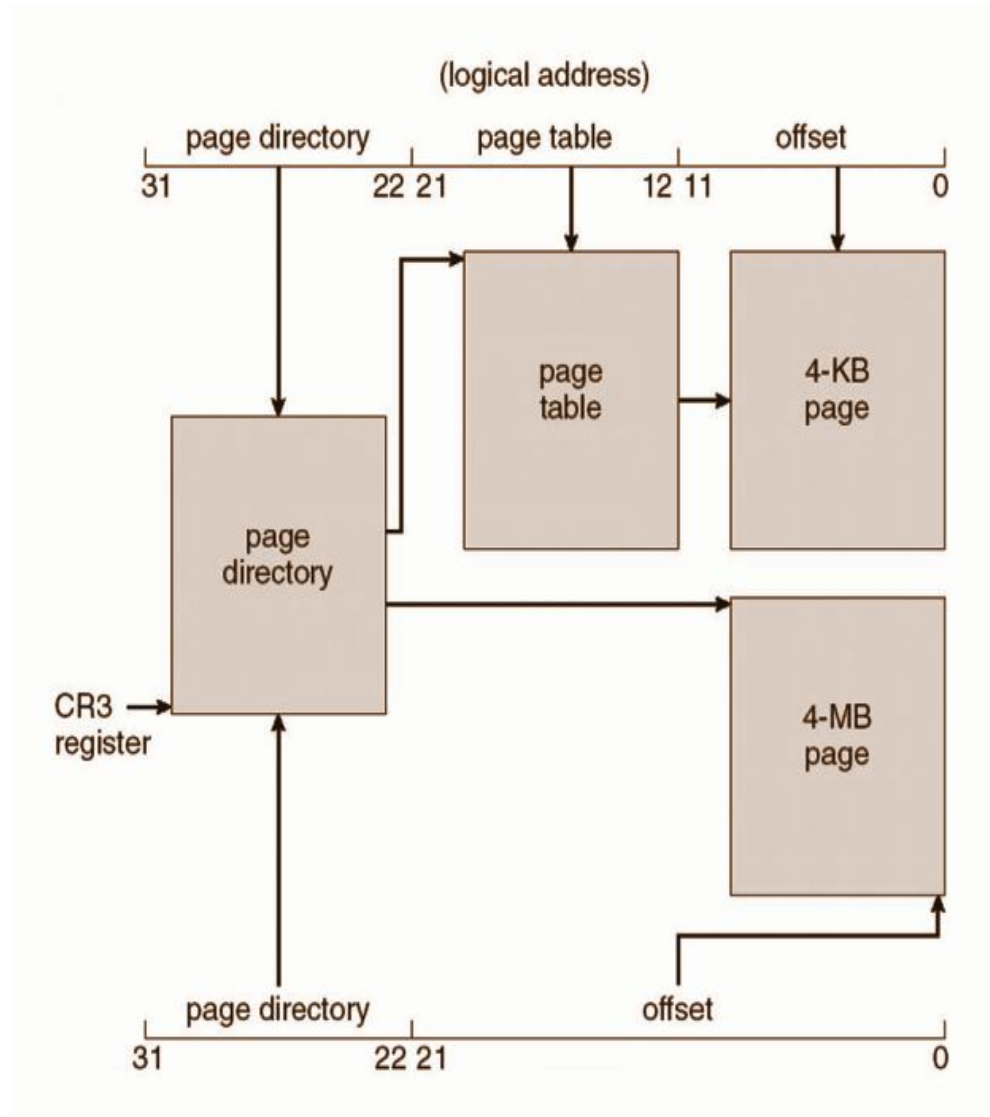 (logical address)
page directory page table offset
31 22 21 12 11 0
page
table
4-KB
page
page
directory
CR3
register
4-MB
page
page directory offset
31 22 21 0